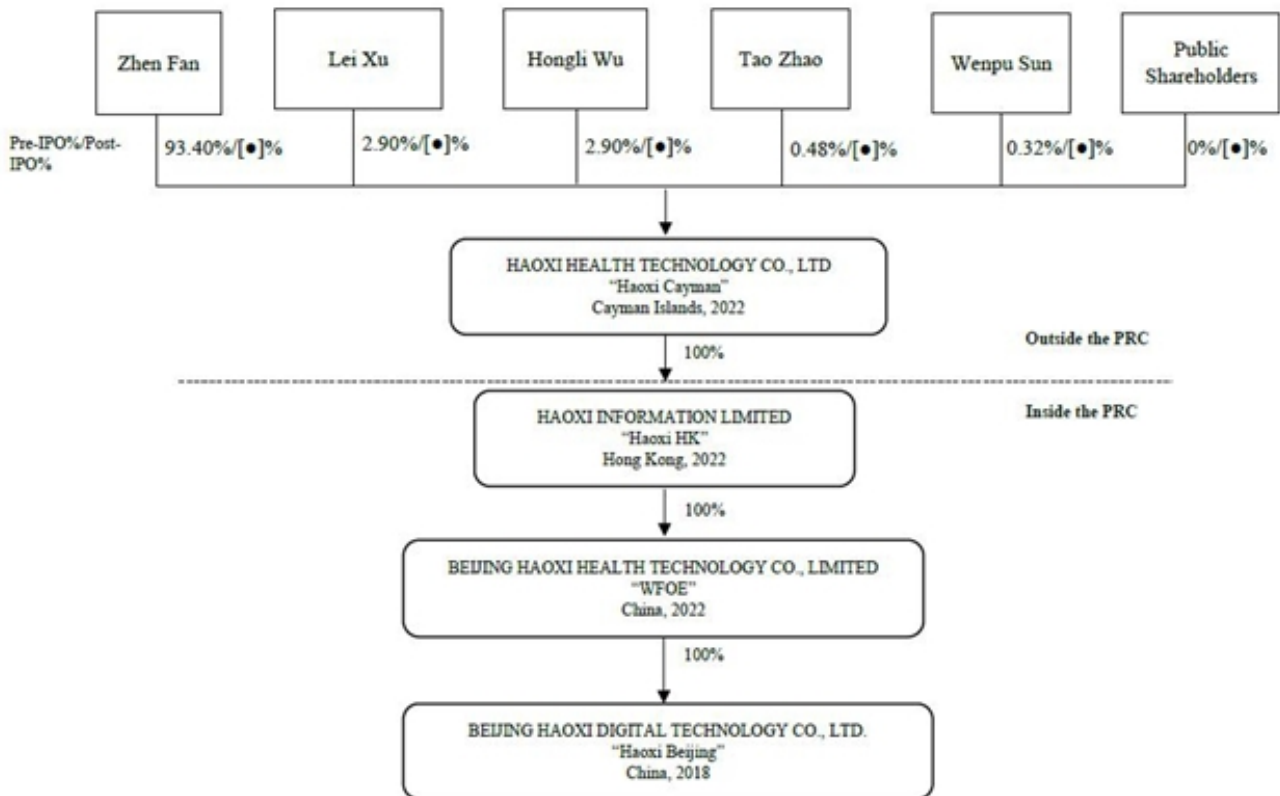 Zhen Fan
Lei Xu
Hongli Wu
Tao Zhao
Wenpu Sun
Public
Shareholders
Pre-IPO%/Post-
IPO%
93.40%/[●]%
2.90%/[●]%
2.90%/[●]%
0.48%/[●]%
0.32%/[●]%
0%/[●]%
HAOXI HEALTH TECHNOLOGY CO., LTD
“Haoxi Cayman”
Cayman Islands, 2022
Outside the PRC
100%
Inside the PRC
HAOXI INFORMATION LIMITED
“Haoxi HK”
Hong Kong, 2022
100%
BEIJING HAOXI HEALTH TECHNOLOGY CO., LIMITED
“WFOE”
China, 2022
100%
BEIJING HAOXI DIGITAL TECHNOLOGY CO., LTD.
“Haoxi Beijing”
China, 2018